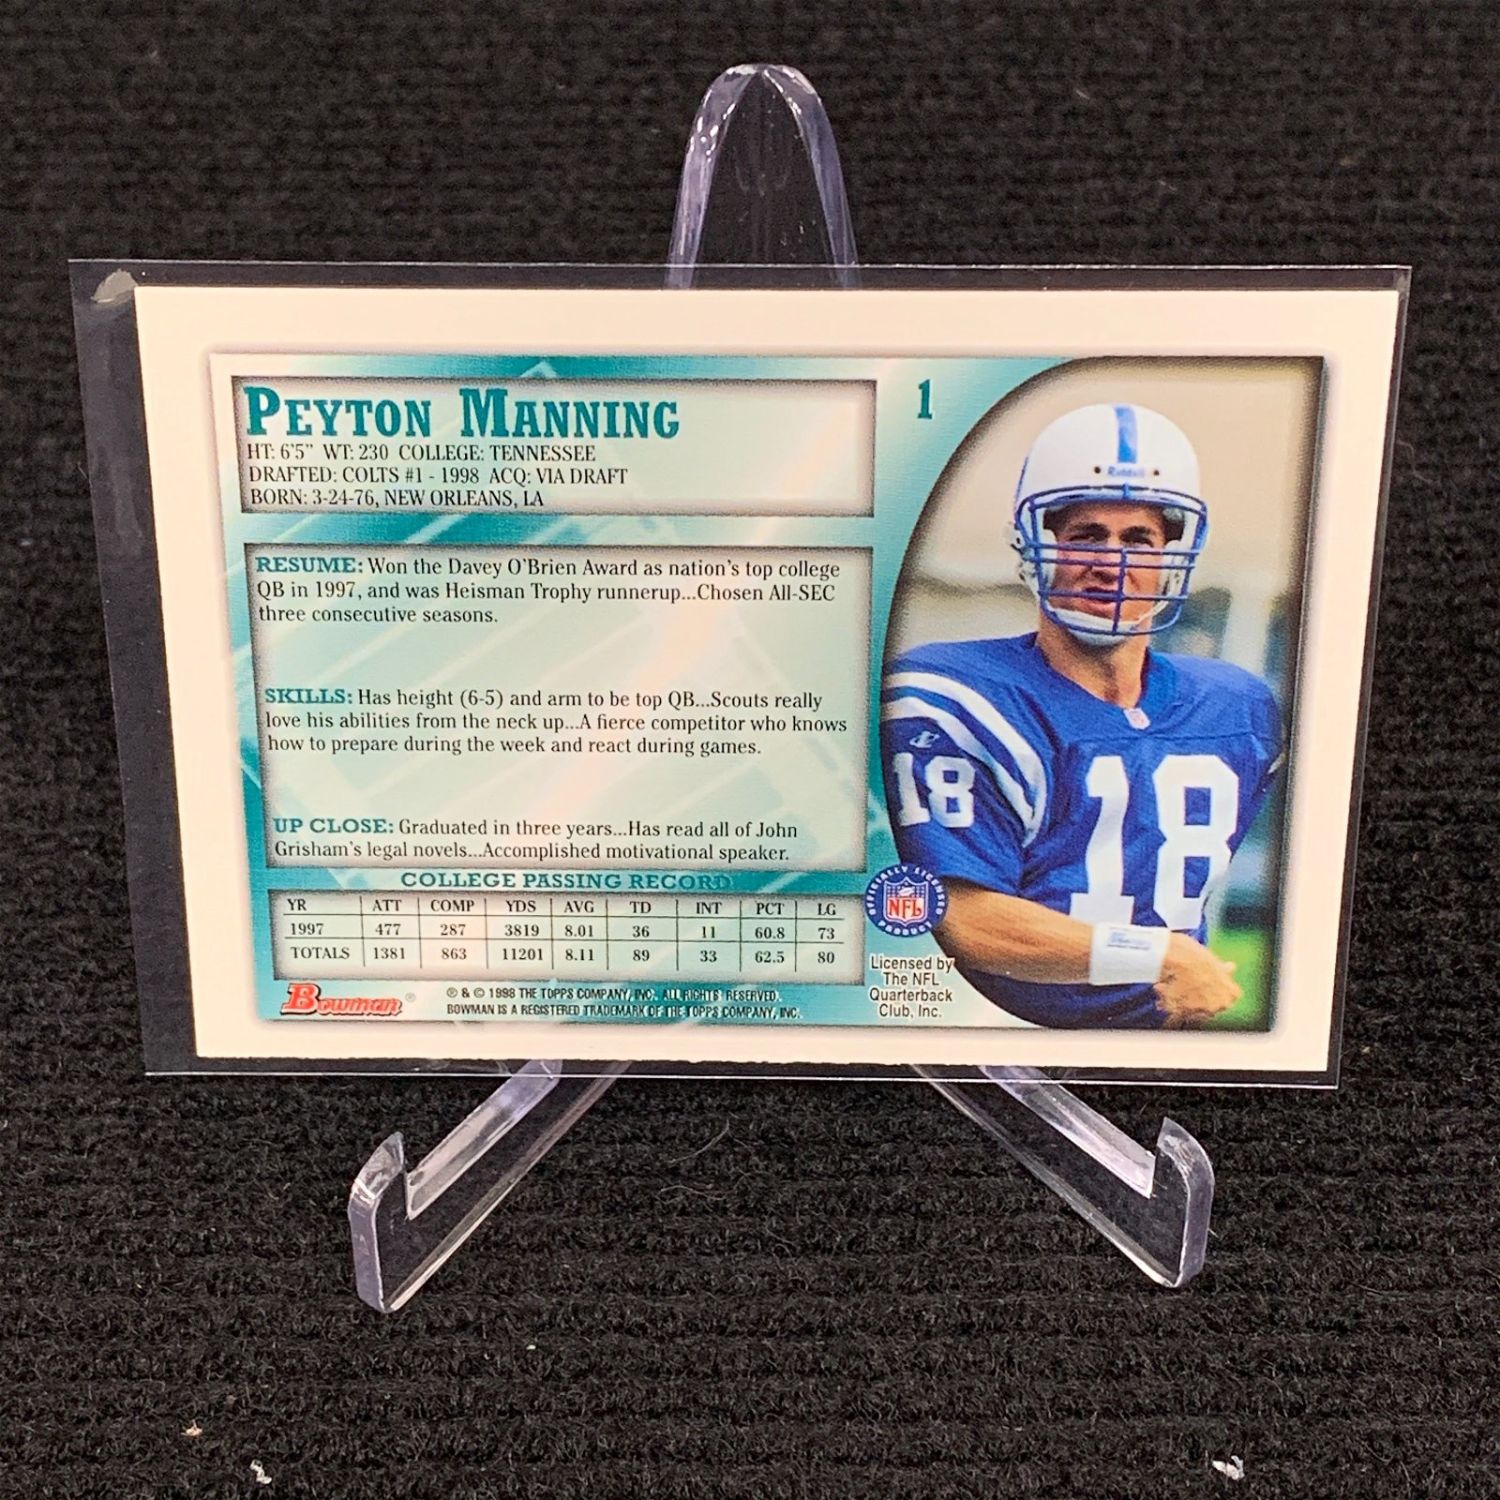 PEYTON MANNING
HT: 6'5" WT: 230 COLLEGE: TENNESSEE
DRAFTED: COLTS #1 - 1998 ACQ: VIA DRAFT
BORN: 3-24-76, NEW ORLEANS, LA
1
RESUME: Won the Davey O'Brien Award as nation's top college
QB in 1997, and was Heisman Trophy runnerup...Chosen All-SEC
three consecutive seasons.
SKILLS: Has height (6-5) and arm to be top QB...Scouts really
love his abilities from the neck up...A fierce competitor who knows
how to prepare during the week and react during games.
UP CLOSE: Graduated in three years...Has read all of John
Grisham's legal novels...Accomplished motivational speaker.
COLLEGE PASSING RECORD
YR ATT COMP YDS AVG TD INT PCT LG
1997 477 287 3819 8.01 36 11 60.8 73
TOTALS 1381 863 11201 8.11 89 33 62.5 80
Bowman®
® & © 1998 THE TOPPS COMPANY, INC. ALL RIGHTS RESERVED.
BOWMAN IS A REGISTERED TRADEMARK OF THE TOPPS COMPANY, INC.
OFFICIALLY LICENSED
NFL
PRODUCT
Licensed by
The NFL
Quarterback
Club, Inc.
Riddell
18
18